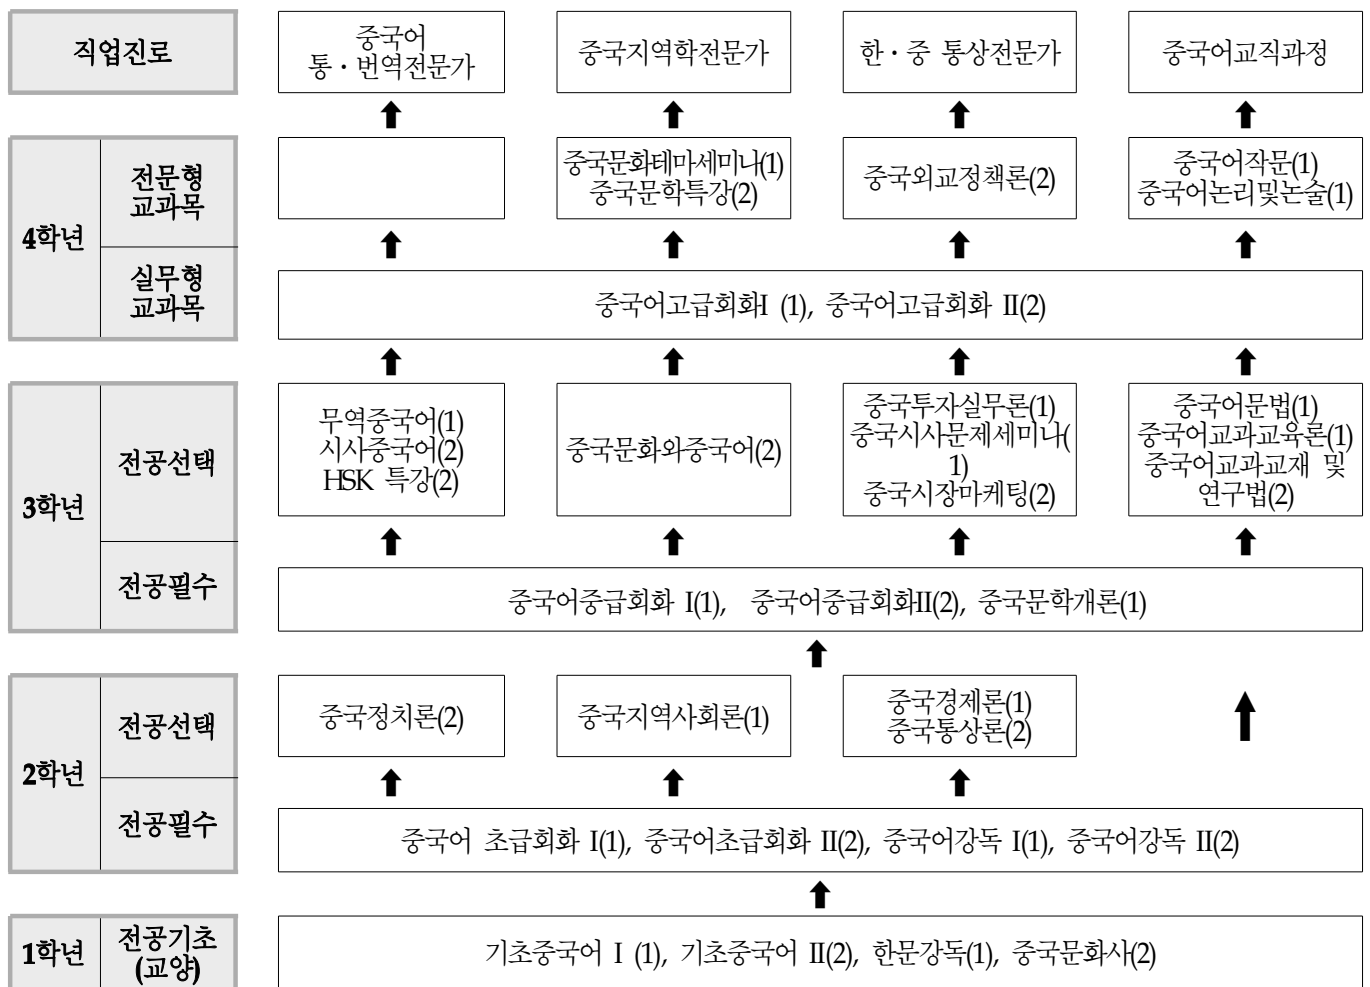 직업진로
중국어
통·번역전문가
중국지역학전문가
한·중 통상전문가
중국어교직과정
4학년
전문형
교과목
중국문화테마세미나(1)
중국문학특강(2)
중국외교정책론(2)
중국어작문(1)
중국어논리및논술(1)
실무형
교과목
중국어고급회화I (1), 중국어고급회화 II(2)
3학년
전공선택
무역중국어(1)
시사중국어(2)
HSK 특강(2)
중국문화와중국어(2)
중국투자실무론(1)
중국시사문제세미나(
1)
중국시장마케팅(2)
중국어문법(1)
중국어교과교육론(1)
중국어교과교재 및
연구법(2)
전공필수
중국어중급회화 I(1), 중국어중급회화II(2), 중국문학개론(1)
2학년
전공선택
중국정치론(2)
중국지역사회론(1)
중국경제론(1)
중국통상론(2)
전공필수
중국어 초급회화 I(1), 중국어초급회화 II(2), 중국어강독 I(1), 중국어강독 II(2)
1학년
전공기초
(교양)
기초중국어 I (1), 기초중국어 II(2), 한문강독(1), 중국문화사(2)